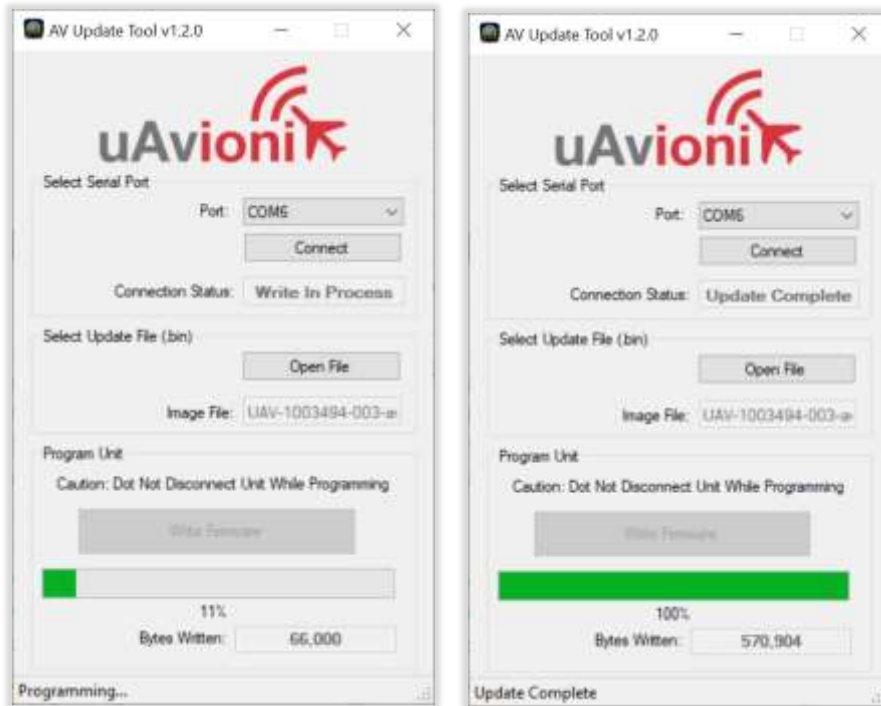 AV Update Tool v1.2.0
uAvionix
Select Serial Port
Port: COM6
Connect
Connection Status: Write In Process
Select Update File (.bin)
Open File
Image File: UAV-1003494-003-
Program Unit
Caution: Dot Not Disconnect Unit While Programming
Write Firmware
11%
Bytes Written: 66,000
Programming...
AV Update Tool v1.2.0
uAvionix
Select Serial Port
Port: COM6
Connect
Connection Status: Update Complete
Select Update File (.bin)
Open File
Image File: UAV-1003494-003-
Program Unit
Caution: Dot Not Disconnect Unit While Programming
Write Firmware
100%
Bytes Written: 570,904
Update Complete